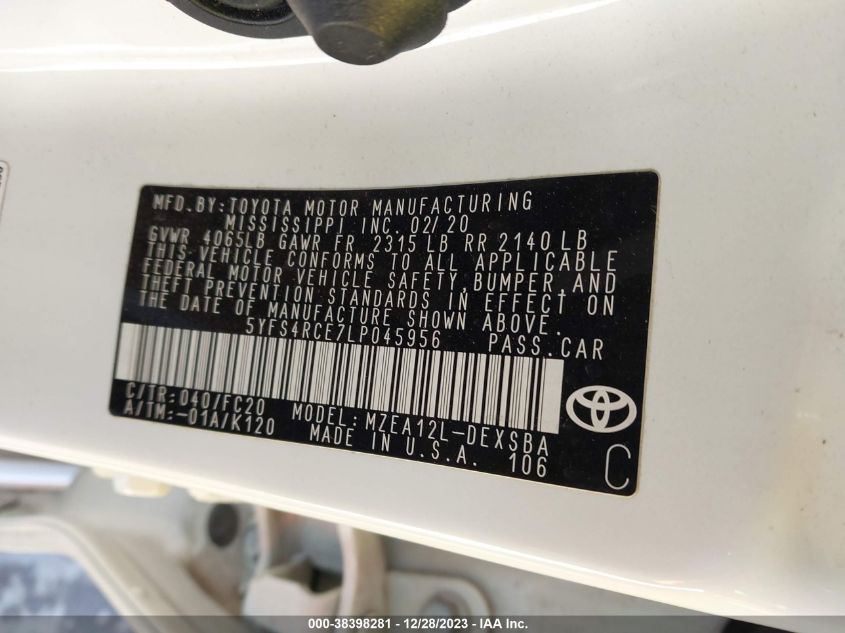 MFD. BY: TOYOTA MOTOR MANUFACTURING
MISSISSIPPI INC. 02/20
GVWR 4065LB GAWR FR 2315 LB RR 2140 LB
THIS VEHICLE CONFORMS TO ALL APPLICABLE
FEDERAL MOTOR VEHICLE SAFETY, BUMPER, AND
THEFT PREVENTION STANDARDS IN EFFECT ON
THE DATE OF MANUFACTURE SHOWN ABOVE.
5YFS4RCE7LP045956 PASS. CAR
C/TR: 040/FC20 MODEL: MZEA12L-DEXSBA
A/TM: -01A/K120 MADE IN U.S.A. 106
C
000-38398281 - 12/28/2023 - IAA Inc.